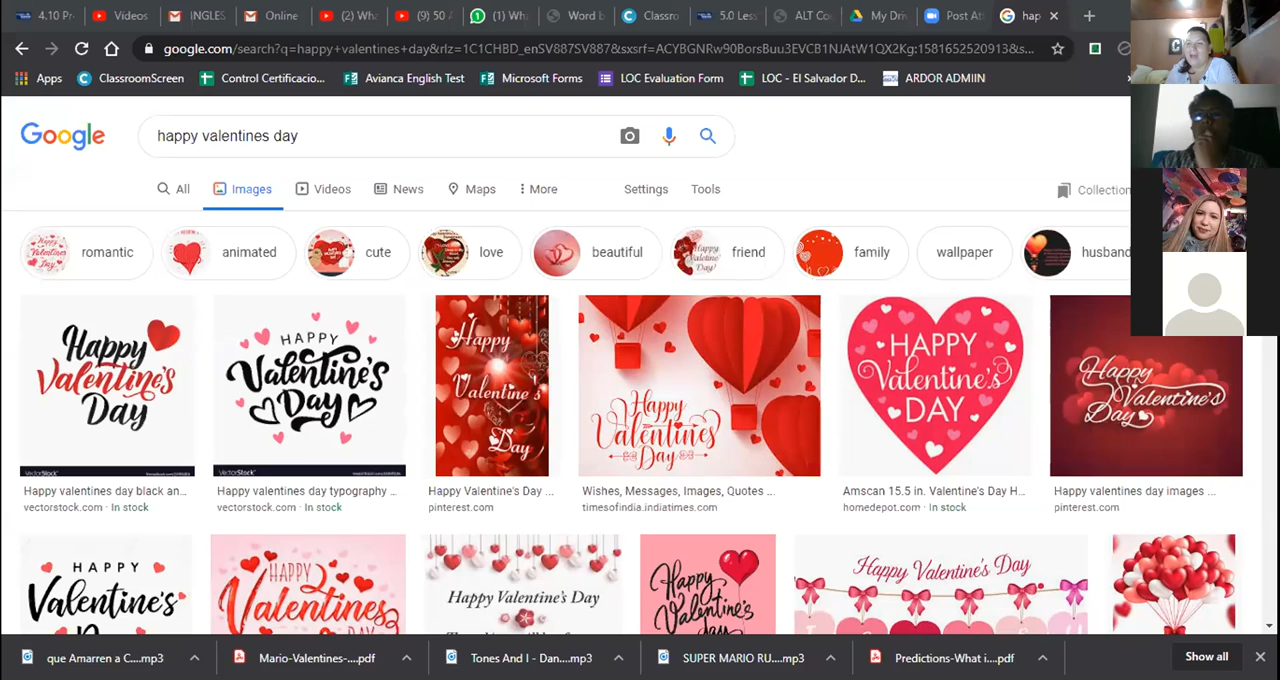 4.10 Pr
Videos
INGLES
Online
(2) Wha
(9) 50 A
(1) Wh
Word b
Classro
5.0 Less
ALT Co
My Driv
Post Att
hap
google.com/search?q=happy+valentines+day&rlz=1C1CHBD_enSV887SV887&sxsrf=ACYBGNRw90BorsBuu3EVCB1NJAtW1QX2Kg:1581652520913&s...
Apps
ClassroomScreen
Control Certificacio...
Avianca English Test
Microsoft Forms
LOC Evaluation Form
LOC - El Salvador D...
ARDOR ADMIIN
Google
happy valentines day
All
Images
Videos
News
Maps
More
Settings
Tools
Collection
romantic
animated
cute
love
beautiful
friend
family
wallpaper
husband
Happy
Valentine's
Day
HAPPY
Valentine's
Day
Happy
Valentine's
Day
Happy
Valentines
Day
HAPPY
Valentine's
DAY
Happy
Valentine's
Day
VectorStock
VectorStock
Happy valentines day black an...
vectorstock.com · In stock
Happy valentines day typography ...
vectorstock.com · In stock
Happy Valentine's Day ...
pinterest.com
Wishes, Messages, Images, Quotes ...
timesofindia.indiatimes.com
Amscan 15.5 in. Valentine's Day H...
homedepot.com · In stock
Happy valentines day images ...
pinterest.com
HAPPY
Valentine's
HAPPY
Valentines
DAY
Happy Valentine's Day
Happy
Valentine's
day
Happy Valentine's Day
que Amarren a C....mp3
Mario-Valentines-....pdf
Tones And I - Dan....mp3
SUPER MARIO RU....mp3
Predictions-What i....pdf
Show all